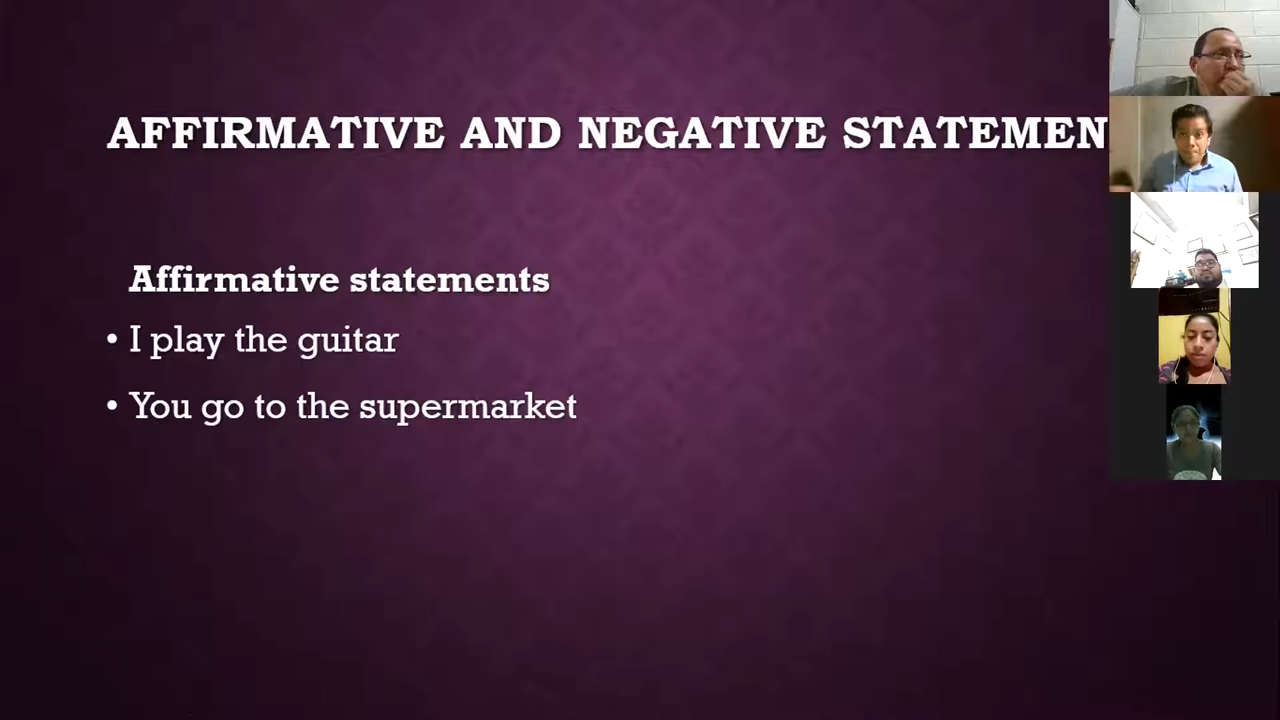 AFFIRMATIVE AND NEGATIVE STATEMEN
Affirmative statements
• I play the guitar
• You go to the supermarket